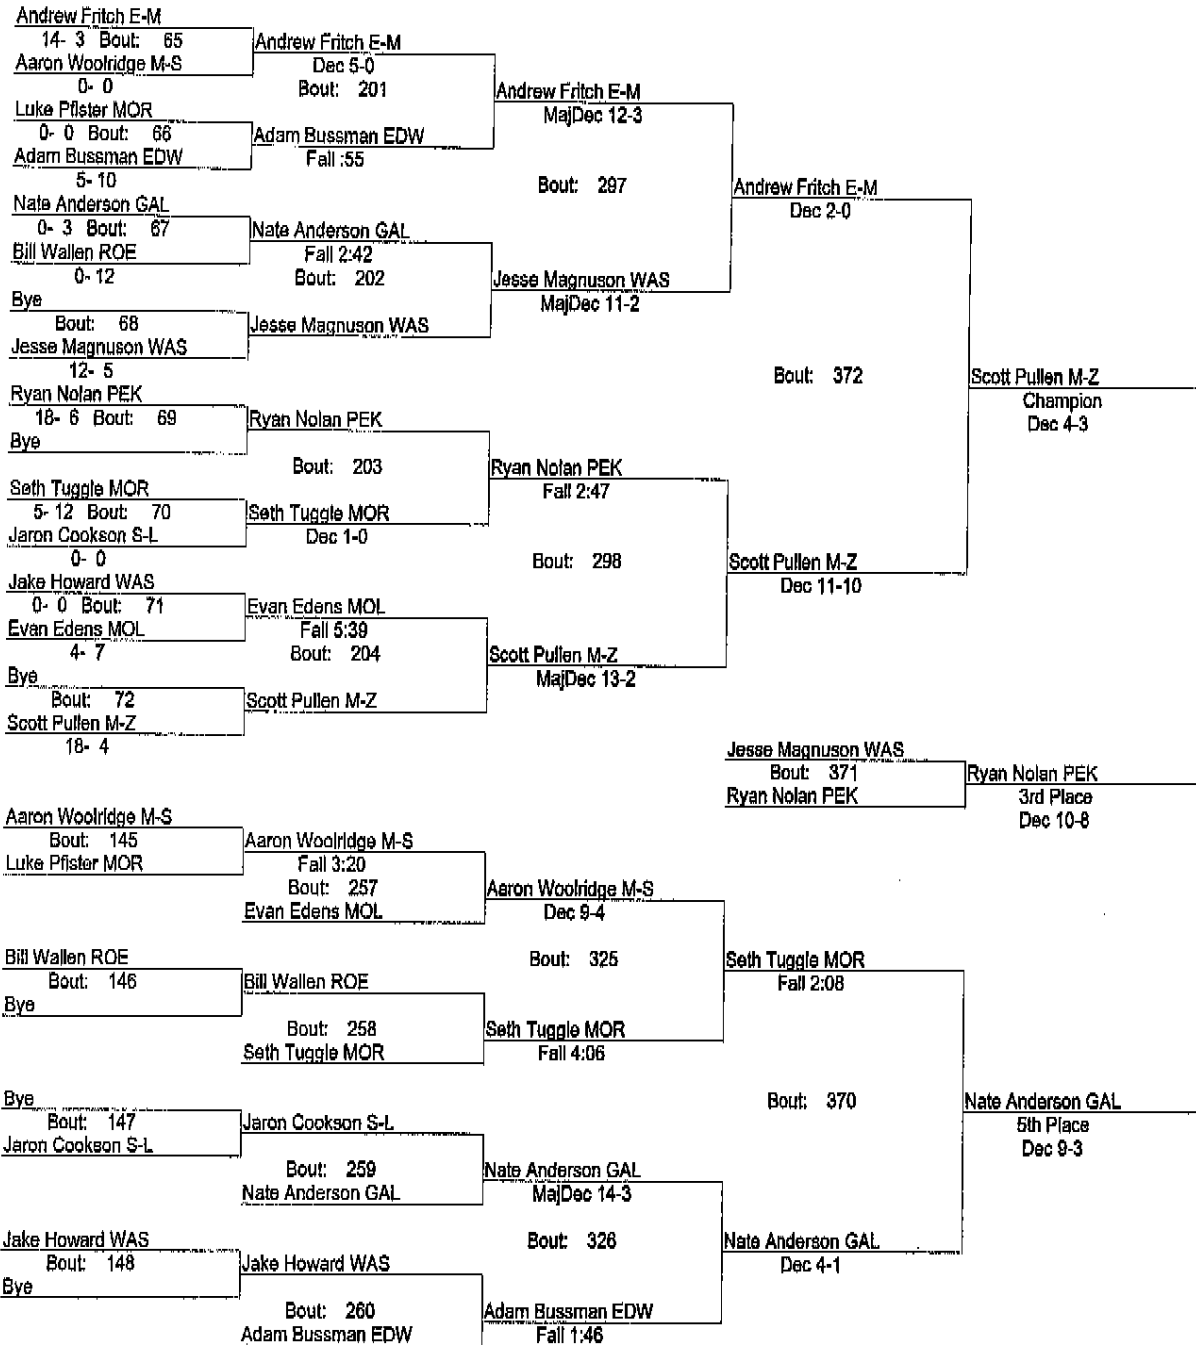 Andrew Fritch E-M
14- 3 Bout: 65
Andrew Fritch E-M
Aaron Woolridge M-S
Dec 5-0
0- 0
Bout: 201
Andrew Fritch E-M
Luke Pfister MOR
MajDec 12-3
0- 0 Bout: 66
Adam Bussman EDW
Adam Bussman EDW
Fall :55
5- 10
Bout: 297
Andrew Fritch E-M
Nate Anderson GAL
Dec 2-0
0- 3 Bout: 67
Nate Anderson GAL
Bill Wallen ROE
Fall 2:42
0- 12
Bout: 202
Jesse Magnuson WAS
Bye
MajDec 11-2
Bout: 68
Jesse Magnuson WAS
Jesse Magnuson WAS
12- 5
Bout: 372
Scott Pullen M-Z
Champion
Dec 4-3
Ryan Nolan PEK
18- 6 Bout: 69
Ryan Nolan PEK
Bye
Bout: 203
Ryan Nolan PEK
Fall 2:47
Seth Tuggle MOR
5- 12 Bout: 70
Seth Tuggle MOR
Jaron Cookson S-L
Dec 1-0
0- 0
Bout: 298
Scott Pullen M-Z
Dec 11-10
Jake Howard WAS
0- 0 Bout: 71
Evan Edens MOL
Evan Edens MOL
Fall 5:39
4- 7
Bout: 204
Scott Pullen M-Z
MajDec 13-2
Bye
Bout: 72
Scott Pullen M-Z
Scott Pullen M-Z
18- 4
Jesse Magnuson WAS
Bout: 371
Ryan Nolan PEK
Ryan Nolan PEK
3rd Place
Dec 10-8
Aaron Woolridge M-S
Bout: 145
Aaron Woolridge M-S
Luke Pfister MOR
Fall 3:20
Bout: 257
Aaron Woolridge M-S
Evan Edens MOL
Dec 9-4
Bout: 325
Seth Tuggle MOR
Fall 2:08
Bill Wallen ROE
Bout: 146
Bill Wallen ROE
Bye
Bout: 258
Seth Tuggle MOR
Seth Tuggle MOR
Fall 4:06
Bout: 370
Nate Anderson GAL
5th Place
Dec 9-3
Bye
Bout: 147
Jaron Cookson S-L
Jaron Cookson S-L
Bout: 259
Nate Anderson GAL
Nate Anderson GAL
MajDec 14-3
Bout: 326
Nate Anderson GAL
Dec 4-1
Jake Howard WAS
Bout: 148
Jake Howard WAS
Bye
Bout: 260
Adam Bussman EDW
Adam Bussman EDW
Fall 1:46